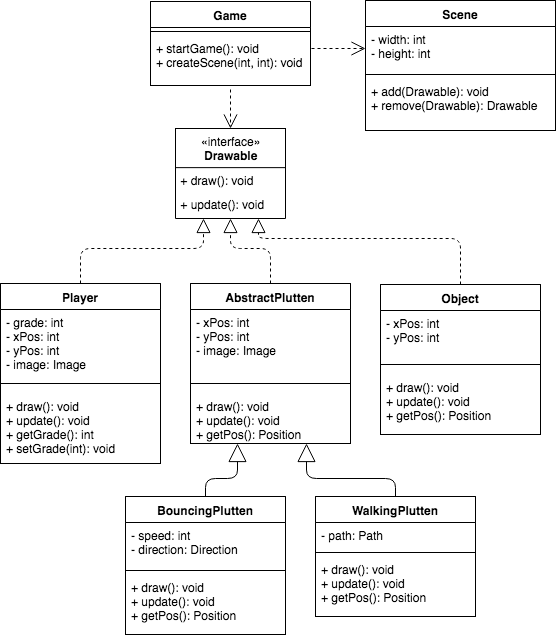 Game
+ startGame(): void
+ createScene(int, int): void
Scene
- width: int
- height: int
+ add(Drawable): void
+ remove(Drawable): Drawable
«interface»
Drawable
+ draw(): void
+ update(): void
Player
- grade: int
- xPos: int
- yPos: int
- image: Image
+ draw(): void
+ update(): void
+ getGrade(): int
+ setGrade(int): void
AbstractPlutten
- xPos: int
- yPos: int
- image: Image
+ draw(): void
+ update(): void
+ getPos(): Position
Object
- xPos: int
- yPos: int
+ draw(): void
+ update(): void
+ getPos(): Position
BouncingPlutten
- speed: int
- direction: Direction
+ draw(): void
+ update(): void
+ getPos(): Position
WalkingPlutten
- path: Path
+ draw(): void
+ update(): void
+ getPos(): Position